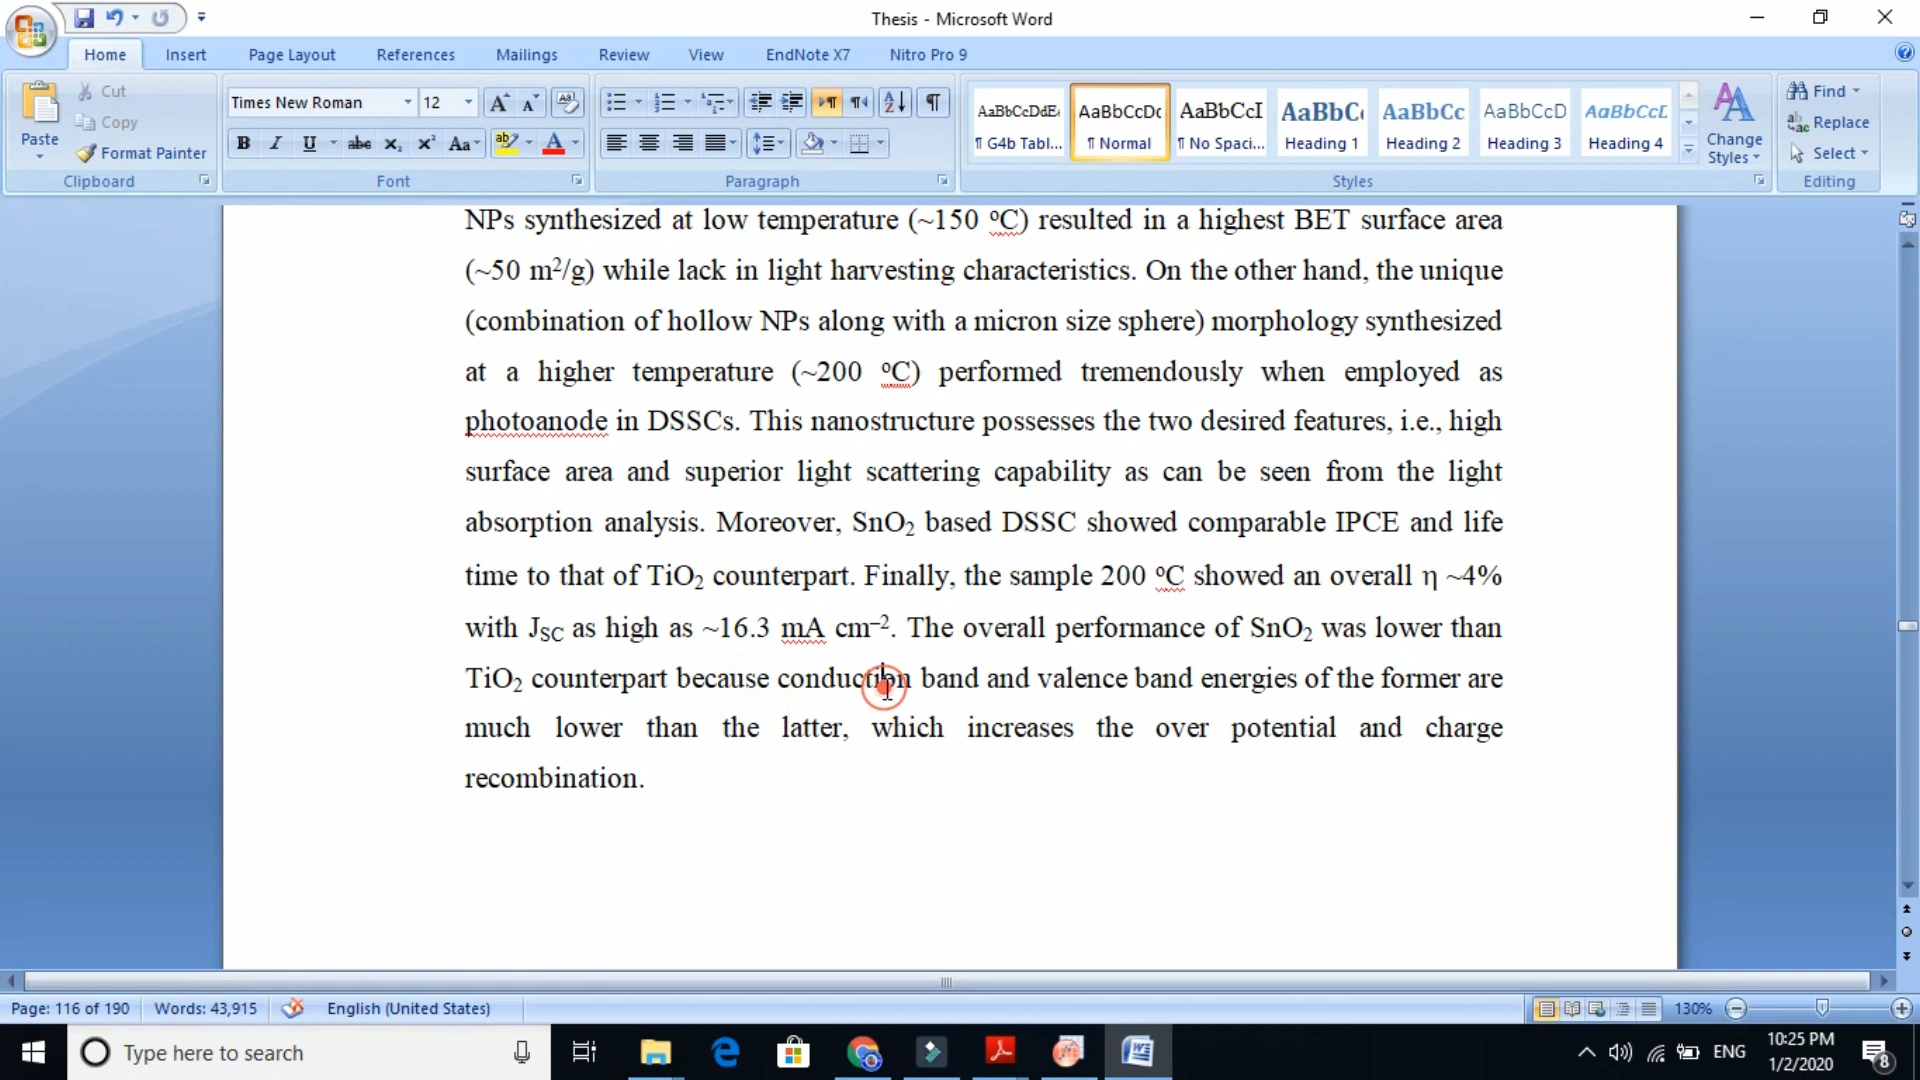 Thesis - Microsoft Word
Home Insert Page Layout References Mailings Review View EndNote X7 Nitro Pro 9
Paste
Cut
Copy
Format Painter
Clipboard
Times New Roman 12
Font
Paragraph
AaBbCcDdE AaBbCcDc AaBbCcI AaBbC AaBbCc AaBbCcD AaBbCcL
¶ G4b Tabl... ¶ Normal ¶ No Spaci... Heading 1 Heading 2 Heading 3 Heading 4
Change Styles
Styles
Find
Replace
Select
Editing
NPs synthesized at low temperature (~150 ⁰C) resulted in a highest BET surface area
(~50 m²/g) while lack in light harvesting characteristics. On the other hand, the unique
(combination of hollow NPs along with a micron size sphere) morphology synthesized
at a higher temperature (~200 ⁰C) performed tremendously when employed as
photoanode in DSSCs. This nanostructure possesses the two desired features, i.e., high
surface area and superior light scattering capability as can be seen from the light
absorption analysis. Moreover, SnO₂ based DSSC showed comparable IPCE and life
time to that of TiO₂ counterpart. Finally, the sample 200 ⁰C showed an overall η ~4%
with JSC as high as ~16.3 mA cm⁻². The overall performance of SnO₂ was lower than
TiO₂ counterpart because conduction band and valence band energies of the former are
much lower than the latter, which increases the over potential and charge
recombination.
Page: 116 of 190 Words: 43,915 English (United States) 130%
Type here to search
ENG
10:25 PM
1/2/2020
8